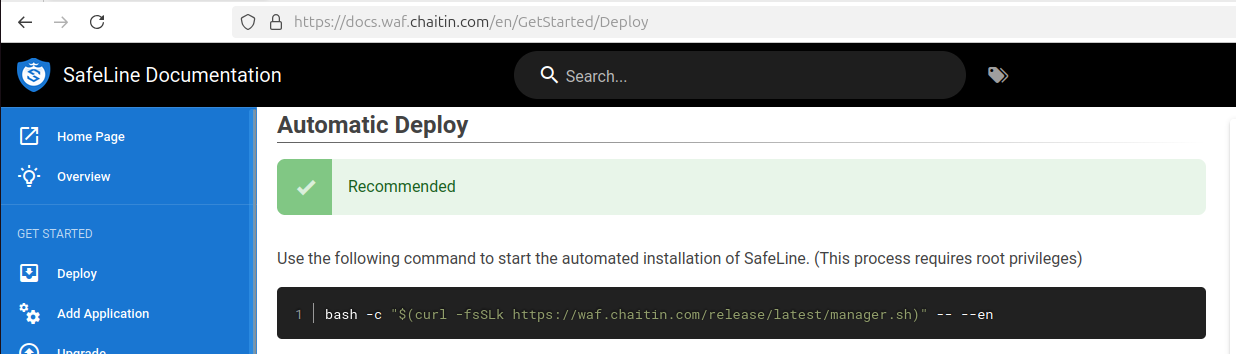 https://docs.waf.chaitin.com/en/GetStarted/Deploy
SafeLine Documentation
Search...
Home Page
Overview
GET STARTED
Deploy
Add Application
Upgrade
Automatic Deploy
Recommended
Use the following command to start the automated installation of SafeLine. (This process requires root privileges)
1 bash -c "$(curl -fsSLk https://waf.chaitin.com/release/latest/manager.sh)" -- --en